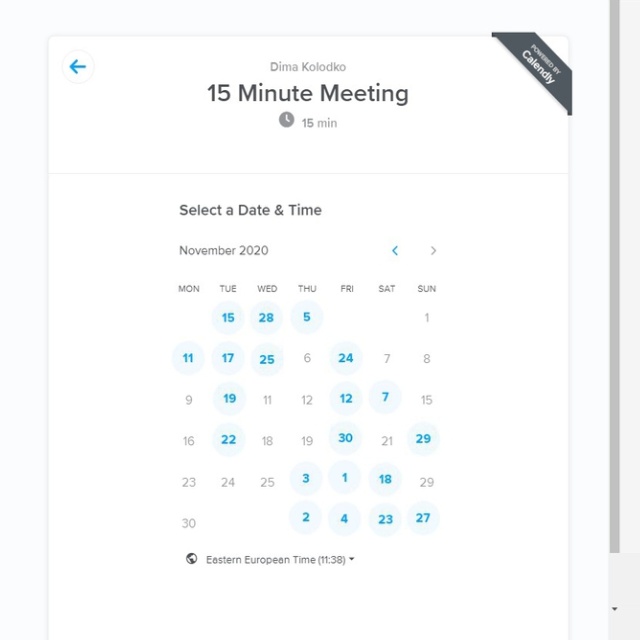 POWERED BY
Calendly
Dima Kolodko
15 Minute Meeting
15 min
Select a Date & Time
November 2020
MON TUE WED THU FRI SAT SUN
15 28 5 1
11 17 25 6 24 7 8
9 19 11 12 12 7 15
16 22 18 19 30 21 29
23 24 25 3 1 18 29
30 2 4 23 27
Eastern European Time (11:38)